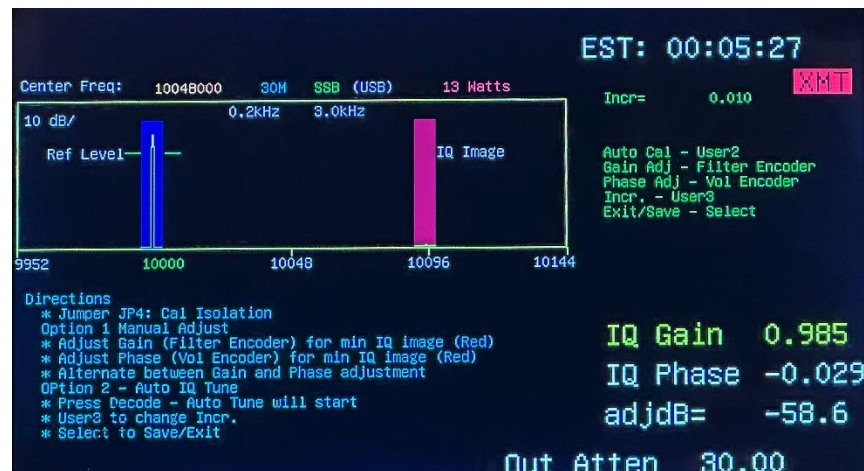 EST: 00:05:27
XMT
Center Freq: 10048000 30M SSB (USB) 13 Watts
Incr= 0.010
10 dB/ 0.2kHz 3.0kHz
Ref Level
IQ Image
Auto Cal - User2
Gain Adj - Filter Encoder
Phase Adj - Vol Encoder
Incr. - User3
Exit/Save - Select
9952 10000 10048 10096 10144
Directions
* Jumper JP4: Cal Isolation
Option 1 Manual Adjust
* Adjust Gain (Filter Encoder) for min IQ image (Red)
* Adjust Phase (Vol Encoder) for min IQ image (Red)
* Alternate between Gain and Phase adjustment
OPtion 2 - Auto IQ Tune
* Press Decode - Auto Tune will start
* User3 to change Incr.
* Select to Save/Exit
IQ Gain 0.985
IQ Phase -0.029
adjdB= -58.6
Out Atten 30.00